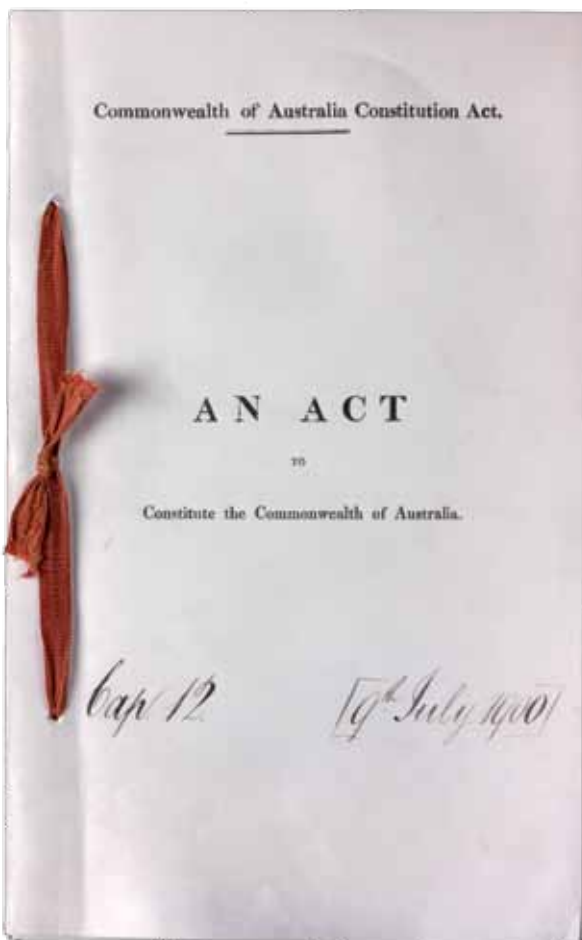 Commonwealth of Australia Constitution Act.
AN ACT
TO
Constitute the Commonwealth of Australia.
Cap 12 [9th July 1900]